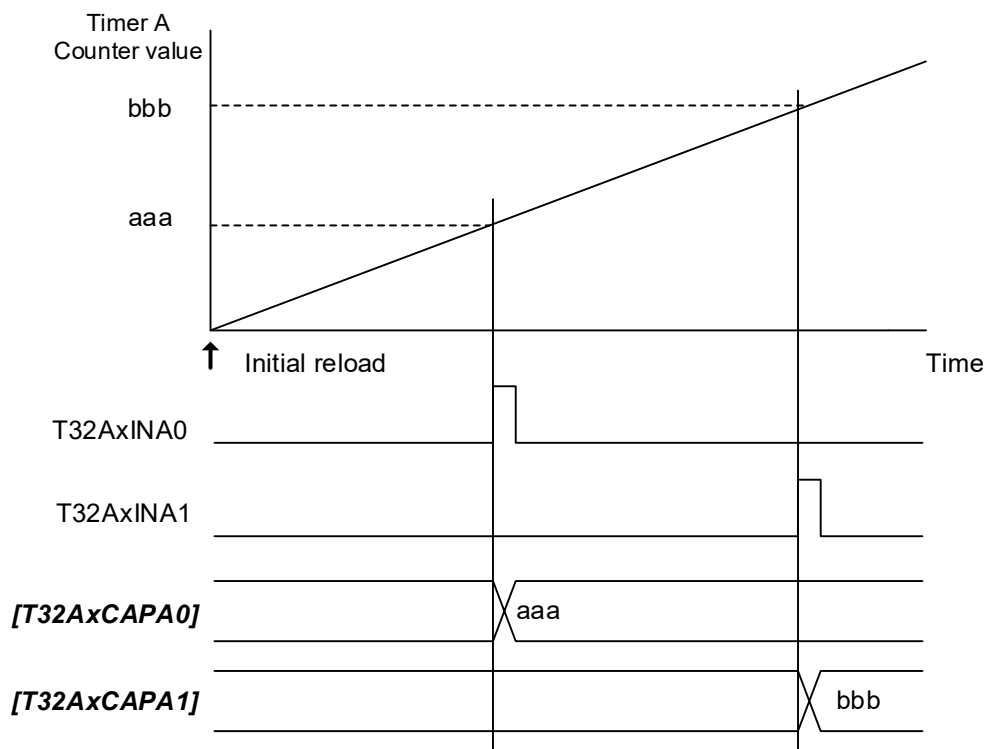 Timer A
Counter value
bbb
aaa
Initial reload
Time
T32AxINA0
T32AxINA1
[T32AxCAPA0]
aaa
[T32AxCAPA1]
bbb